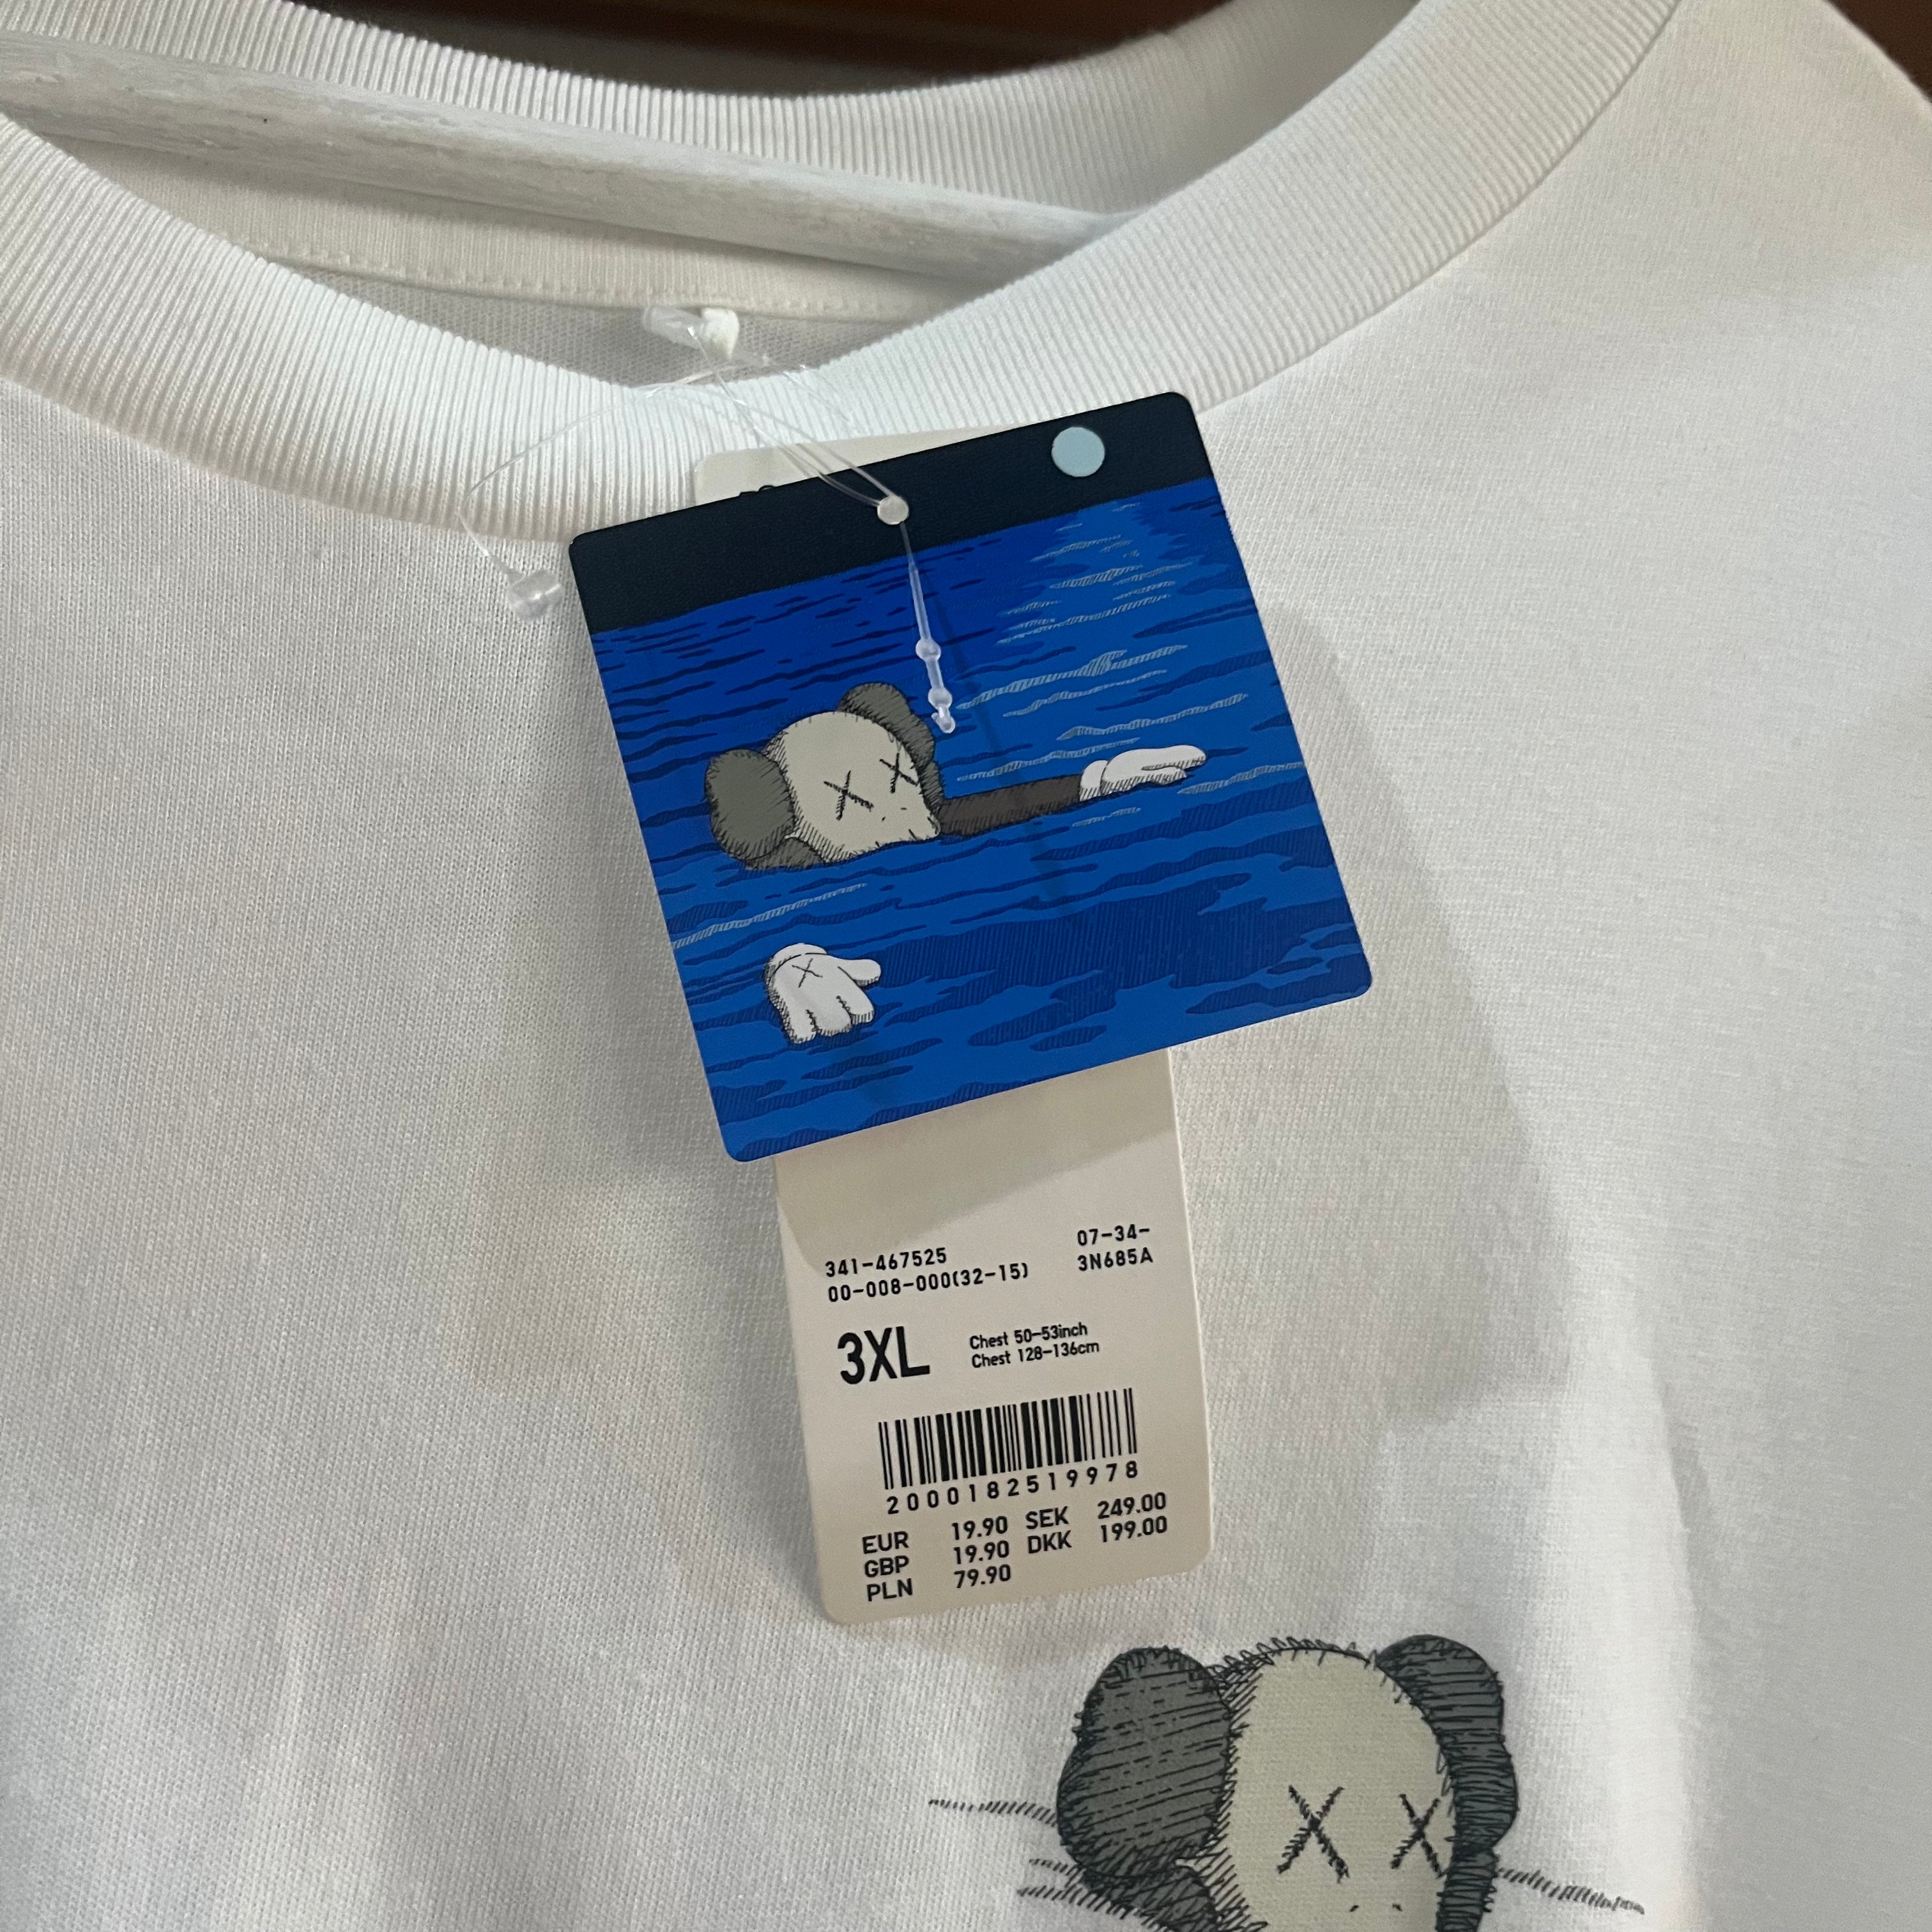 341-467525 07-34-
00-008-000(32-15) 3N685A
3XL Chest 50-53inch
Chest 128-136cm
2000182519978
EUR 19.90 SEK 249.00
GBP 19.90 DKK 199.00
PLN 79.90